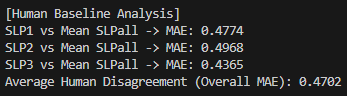 [Human Baseline Analysis]
SLP1 vs Mean SLPall -> MAE: 0.4774
SLP2 vs Mean SLPall -> MAE: 0.4968
SLP3 vs Mean SLPall -> MAE: 0.4365
Average Human Disagreement (Overall MAE): 0.4702